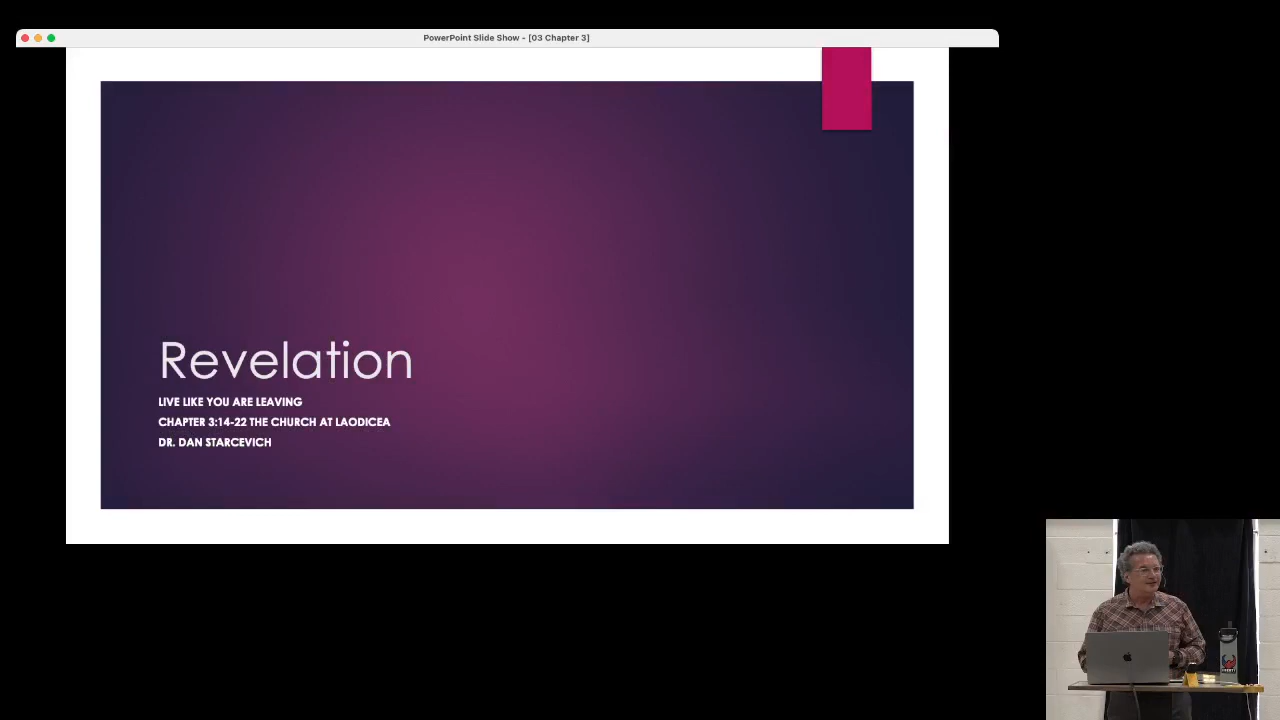 PowerPoint Slide Show - [03 Chapter 3]
Revelation
LIVE LIKE YOU ARE LEAVING
CHAPTER 3:14-22 THE CHURCH AT LAODICEA
DR. DAN STARCEVICH